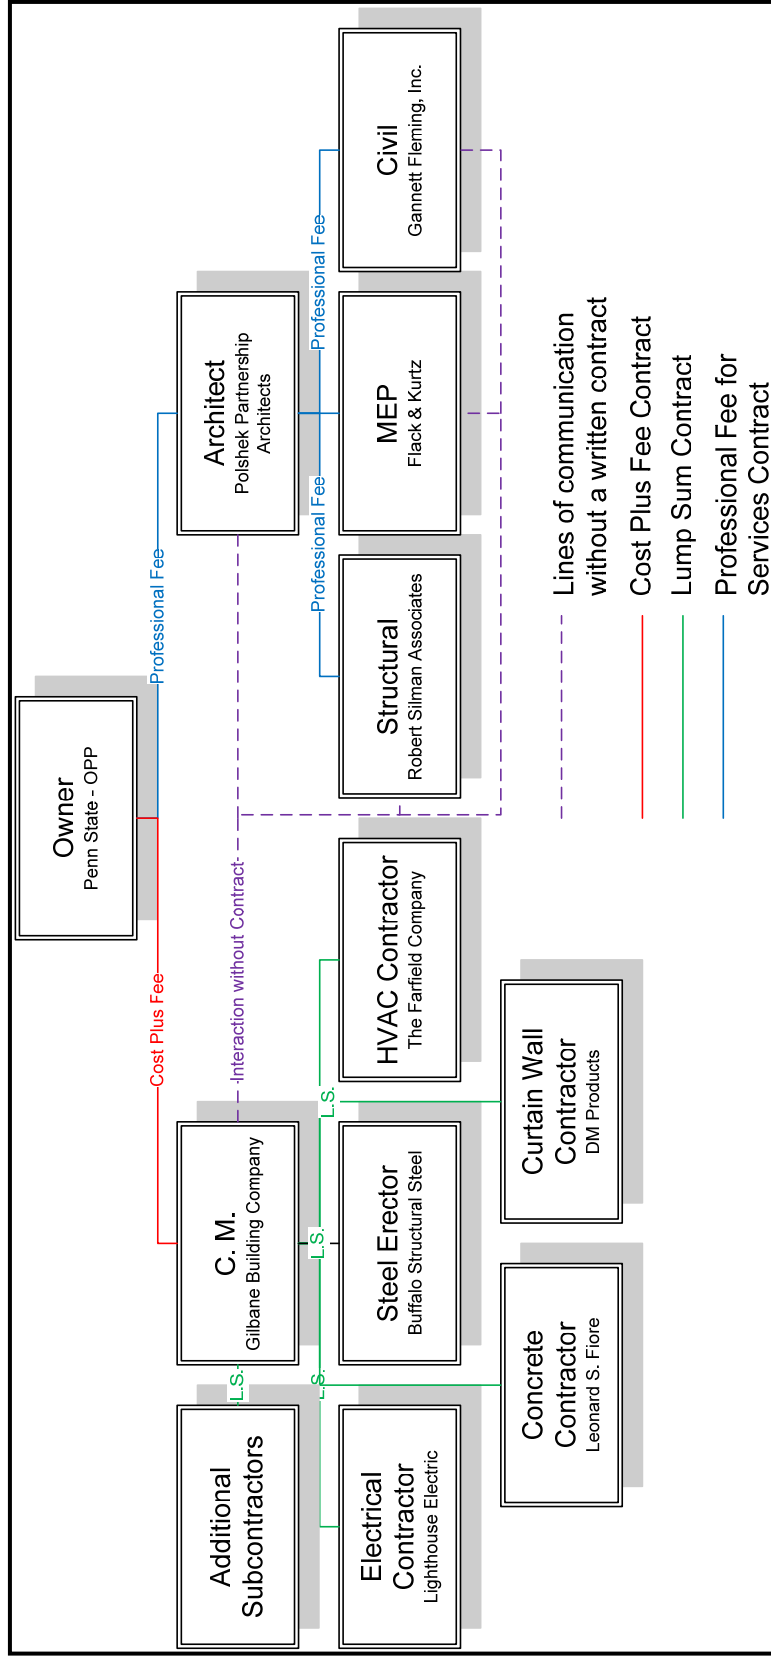 Owner
Penn State - OPP
Cost Plus Fee
Professional Fee
Additional
Subcontractors
L.S.
C. M.
Gilbane Building Company
-Interaction without Contract-
Architect
Polshek Partnership
Architects
L.S.
L.S.
L.S.
Professional Fee
Professional Fee
Electrical
Contractor
Lighthouse Electric
Steel Erector
Buffalo Structural Steel
HVAC Contractor
The Farfield Company
Structural
Robert Silman Associates
MEP
Flack & Kurtz
Civil
Gannett Fleming, Inc.
Concrete
Contractor
Leonard S. Fiore
Curtain Wall
Contractor
DM Products
Lines of communication
without a written contract
Cost Plus Fee Contract
Lump Sum Contract
Professional Fee for
Services Contract